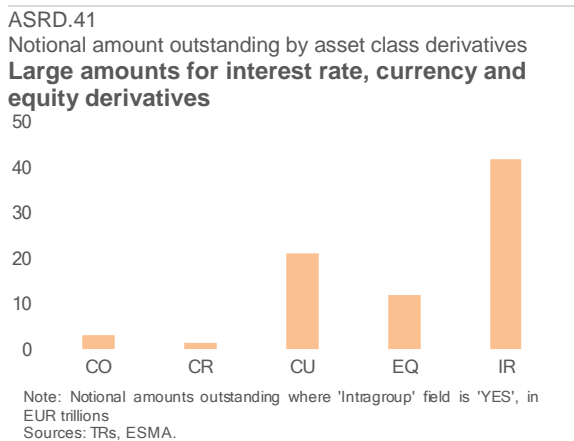 ASRD.41
Notional amount outstanding by asset class derivatives
Large amounts for interest rate, currency and
equity derivatives
50
40
30
20
10
0
CO CR CU EQ IR
Note: Notional amounts outstanding where 'Intragroup' field is 'YES', in
EUR trillions
Sources: TRs, ESMA.